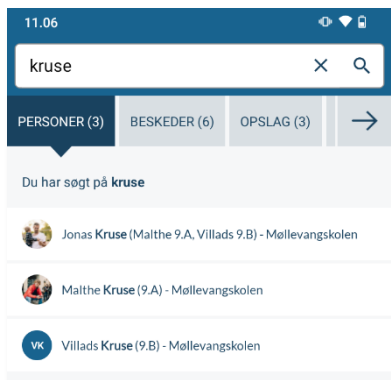 11.06
kruse
PERSONER (3) BESKEDER (6) OPSLAG (3)
Du har søgt på kruse
Jonas Kruse (Malthe 9.A, Villads 9.B) - Møllevangskolen
Malthe Kruse (9.A) - Møllevangskolen
VK Villads Kruse (9.B) - Møllevangskolen